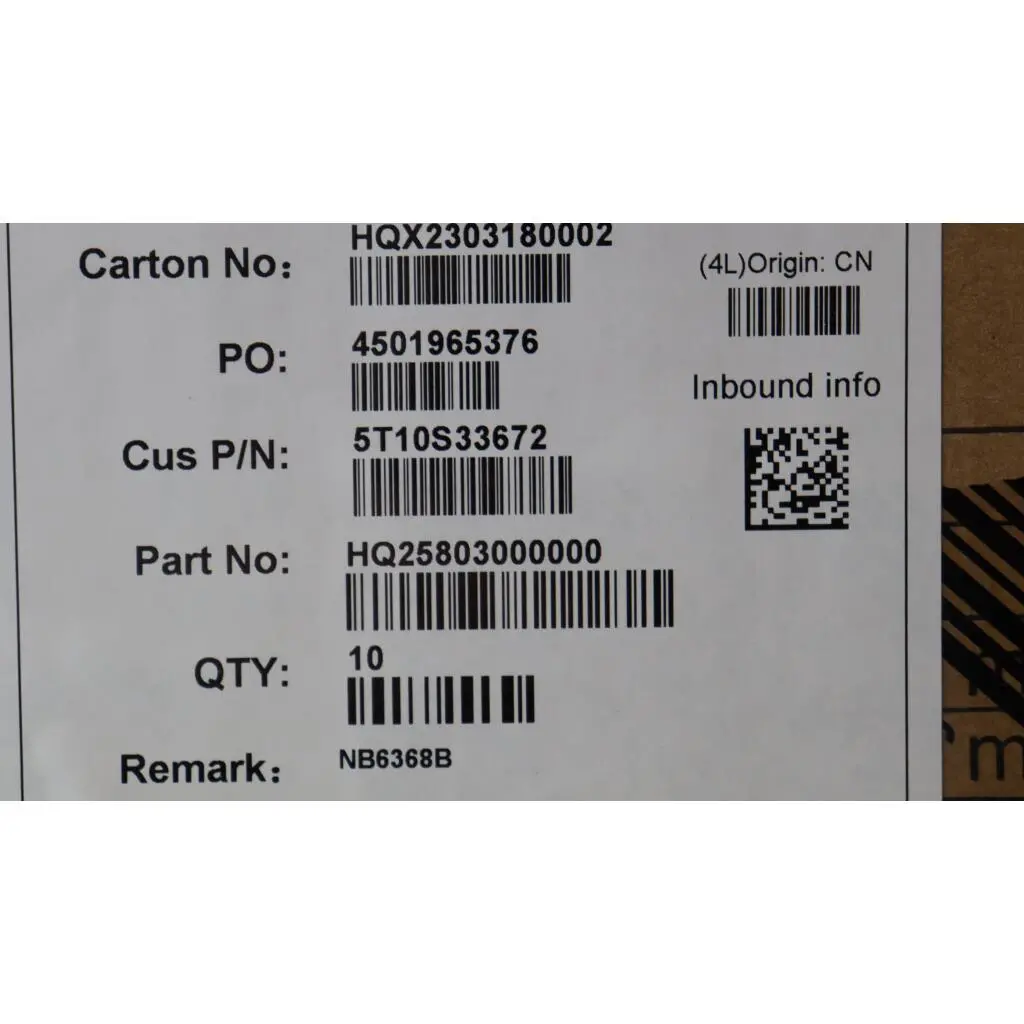 HQX2303180002
Carton No:
(4L)Origin: CN
PO: 4501965376
Inbound info
Cus P/N: 5T10S33672
Part No: HQ25803000000
QTY: 10
Remark: NB6368B